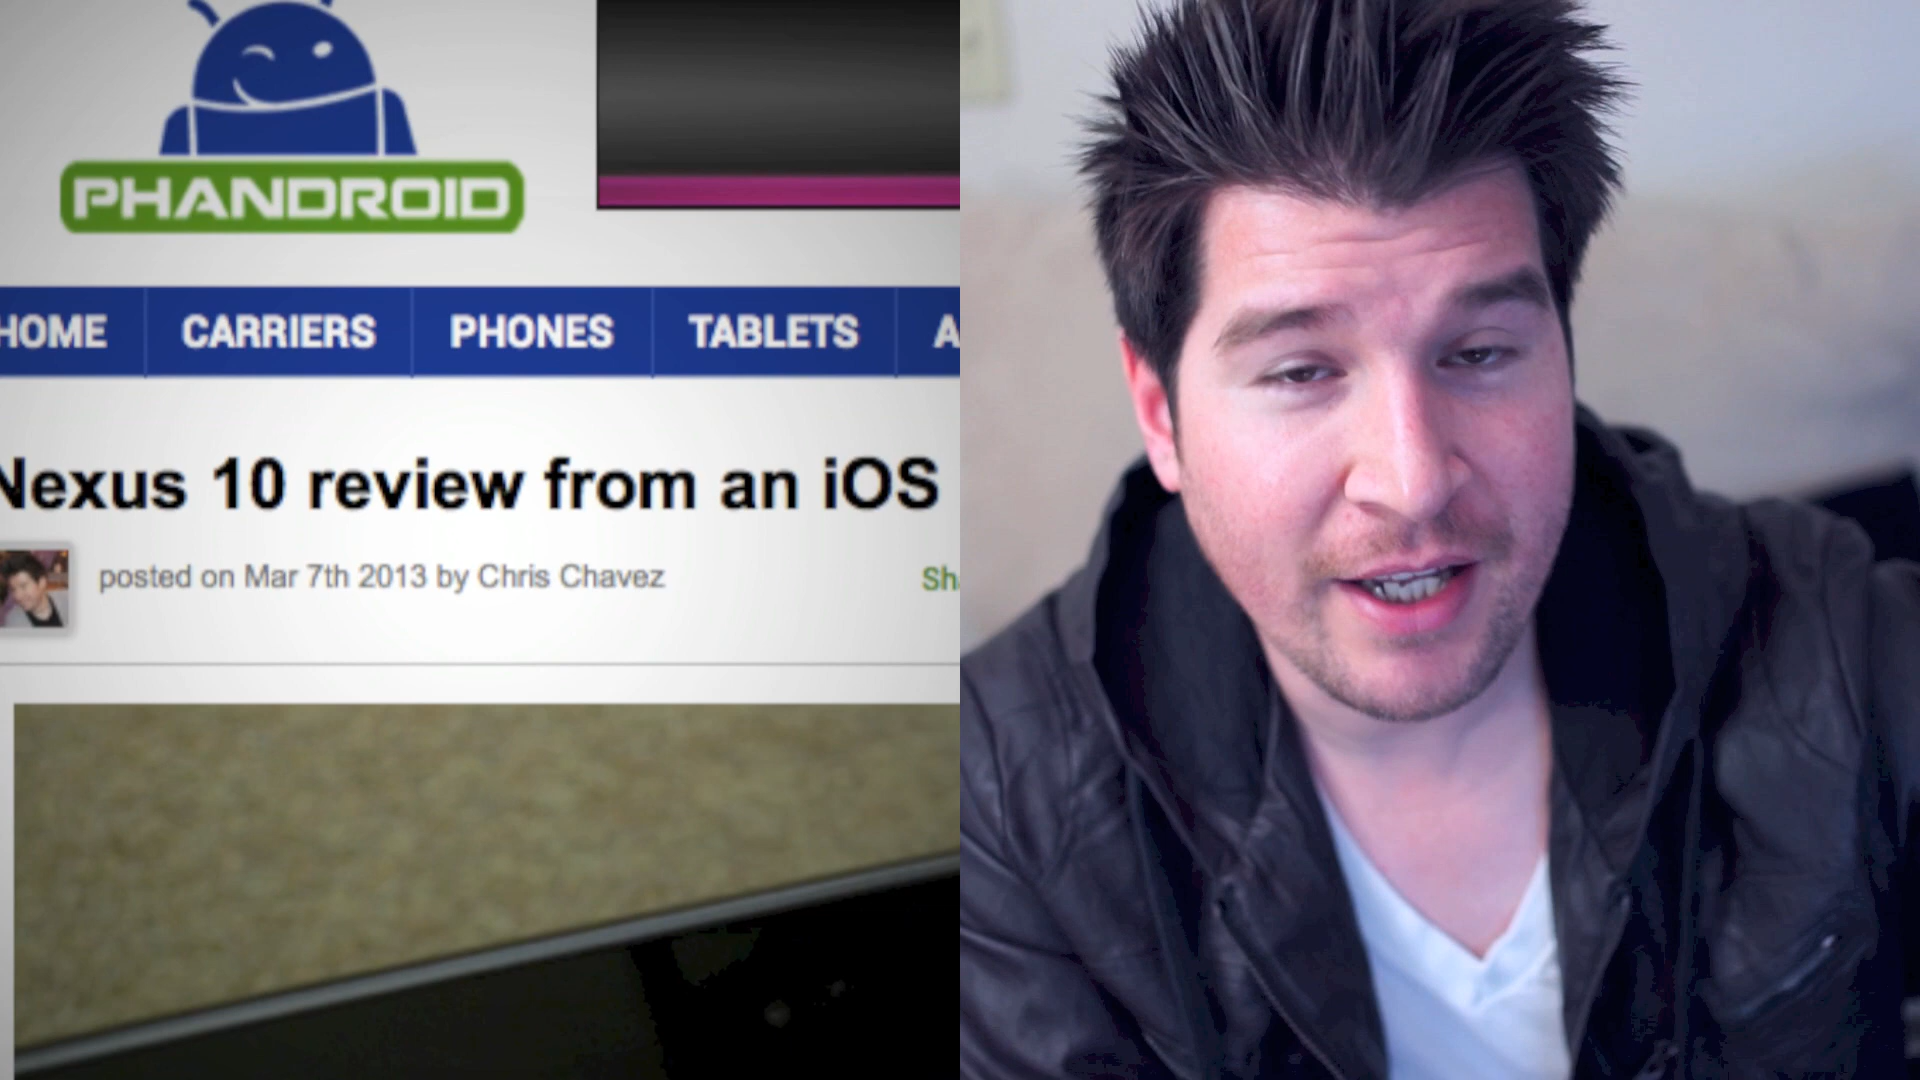 PHANDROID
HOME CARRIERS PHONES TABLETS A
Nexus 10 review from an iOS
posted on Mar 7th 2013 by Chris Chavez
Sh